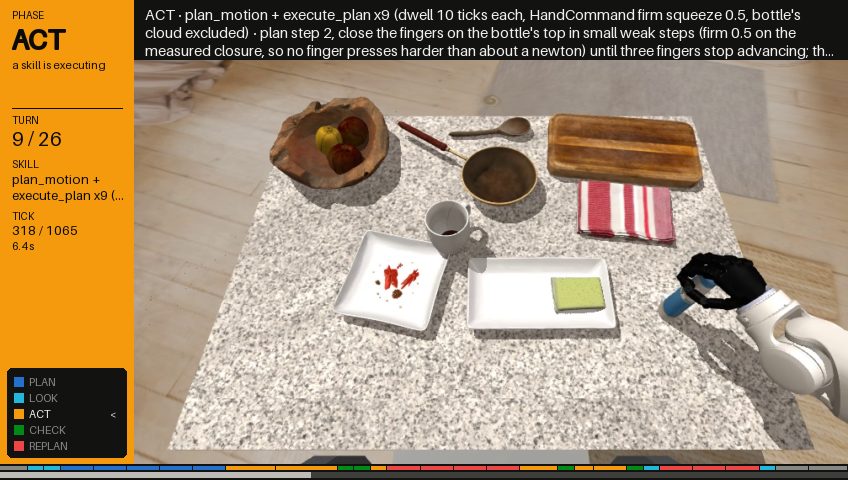 PHASE
ACT
a skill is executing
TURN
9 / 26
SKILL
plan_motion +
execute_plan x9 (...
TICK
318 / 1065
6.4s
PLAN
LOOK
ACT <
CHECK
REPLAN
ACT · plan_motion + execute_plan x9 (dwell 10 ticks each, HandCommand firm squeeze 0.5, bottle's
cloud excluded) · plan step 2, close the fingers on the bottle's top in small weak steps (firm 0.5 on the
measured closure, so no finger presses harder than about a newton) until three fingers stop advancing; th...